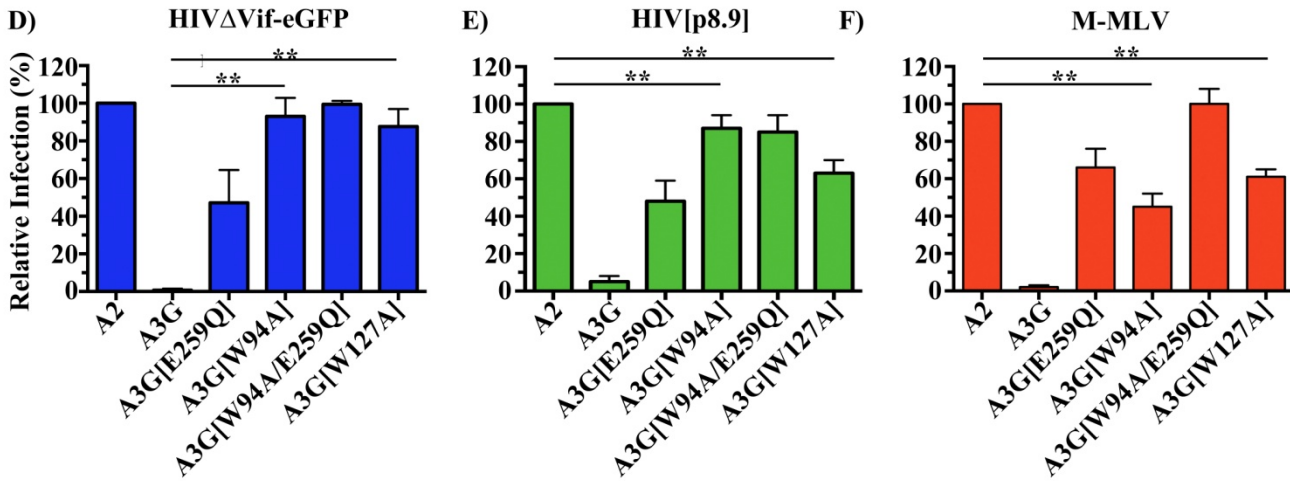 D) HIVΔVif-eGFP
Relative Infection (%)
120
100
80
60
40
20
0
**
**
A2
A3G
A3G[E259Q]
A3G[W94A]
A3G[W94A/E259Q]
A3G[W127A]
E) HIV[p8.9]
120
100
80
60
40
20
0
**
**
A2
A3G
A3G[E259Q]
A3G[W94A]
A3G[W94A/E259Q]
A3G[W127A]
F) M-MLV
120
100
80
60
40
20
0
**
**
A2
A3G
A3G[E259Q]
A3G[W94A]
A3G[W94A/E259Q]
A3G[W127A]